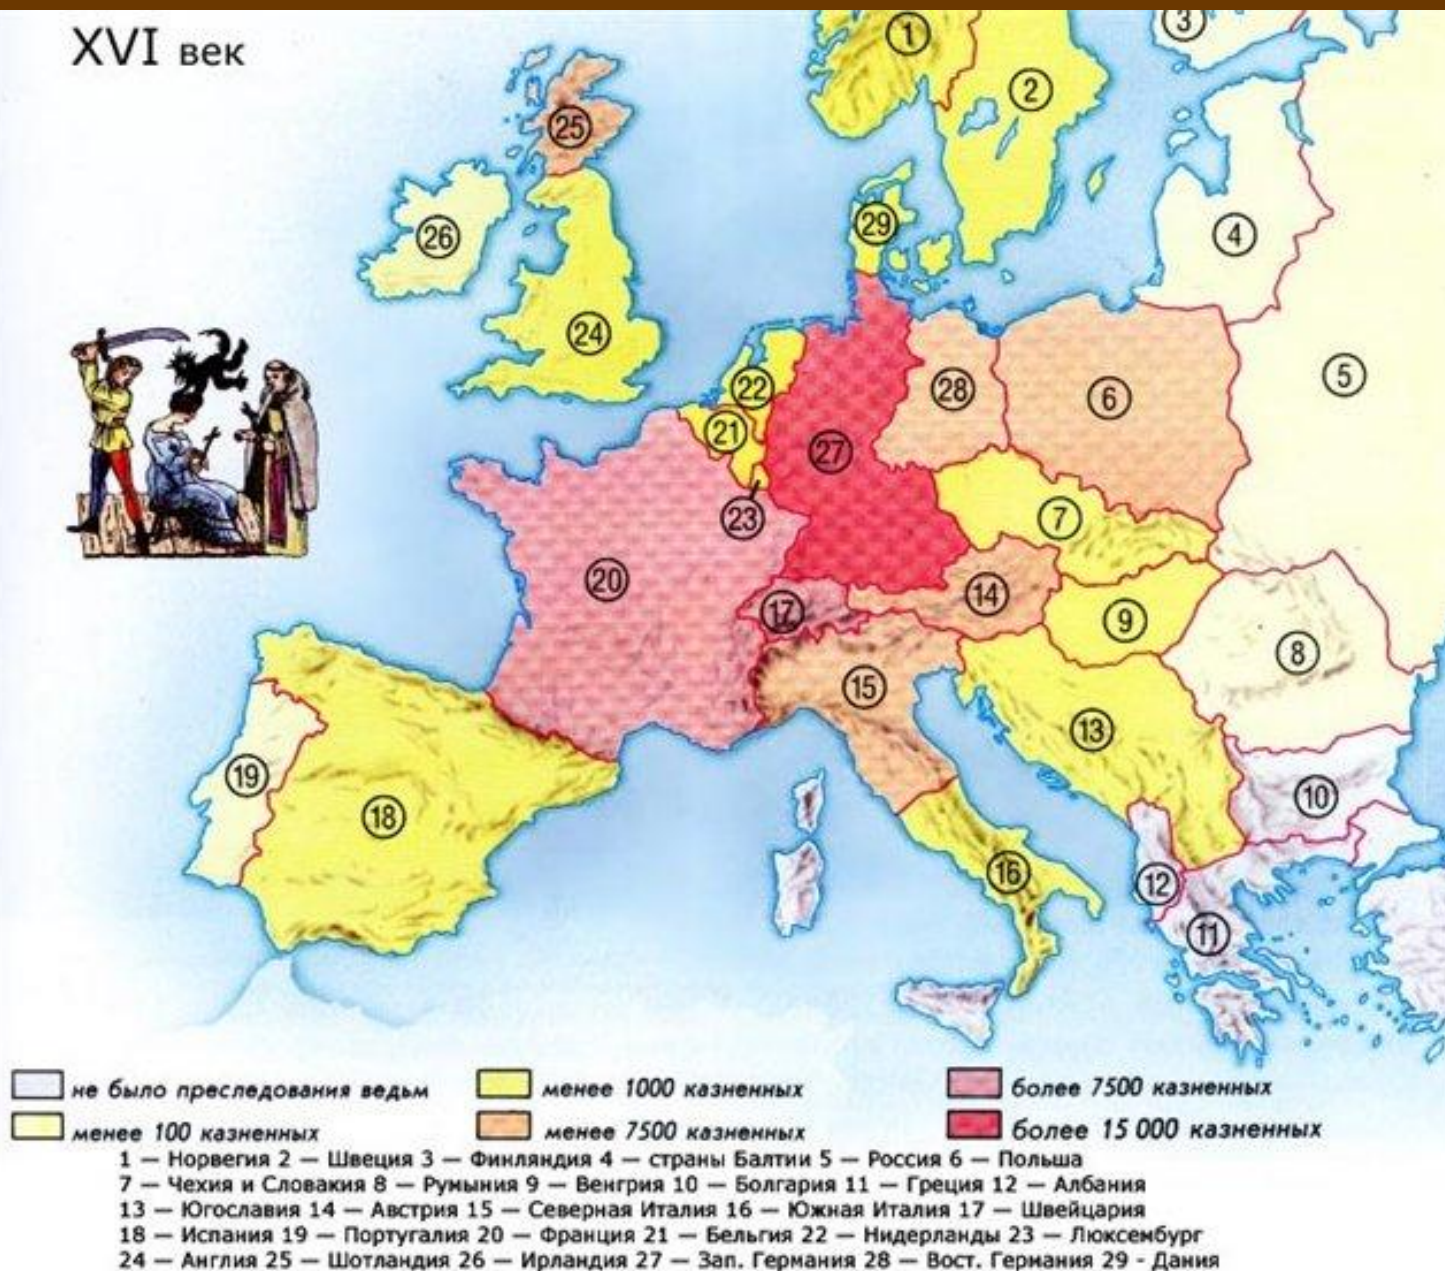 XVI век
1
2
3
25
26
29
4
24
22
28
6
5
21
27
23
7
20
17
14
9
8
15
13
19
18
10
16
12
11
не было преследования ведьм
менее 1000 казненных
более 7500 казненных
менее 100 казненных
менее 7500 казненных
более 15 000 казненных
1 — Норвегия 2 — Швеция 3 — Финляндия 4 — страны Балтии 5 — Россия 6 — Польша
7 — Чехия и Словакия 8 — Румыния 9 — Венгрия 10 — Болгария 11 — Греция 12 — Албания
13 — Югославия 14 — Австрия 15 — Северная Италия 16 — Южная Италия 17 — Швейцария
18 — Испания 19 — Португалия 20 — Франция 21 — Бельгия 22 — Нидерланды 23 — Люксембург
24 — Англия 25 — Шотландия 26 — Ирландия 27 — Зап. Германия 28 — Вост. Германия 29 - Дания